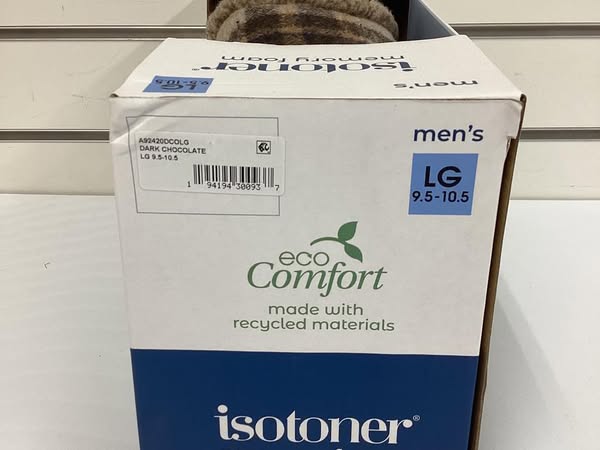 men's
isotoner®
memory foam
LG
9.5-10.5
A92420DCOLG
DARK CHOCOLATE
LG 9.5-10.5
1 94194 30093 7
men's
LG
9.5-10.5
eco
Comfort
made with
recycled materials
isotoner®